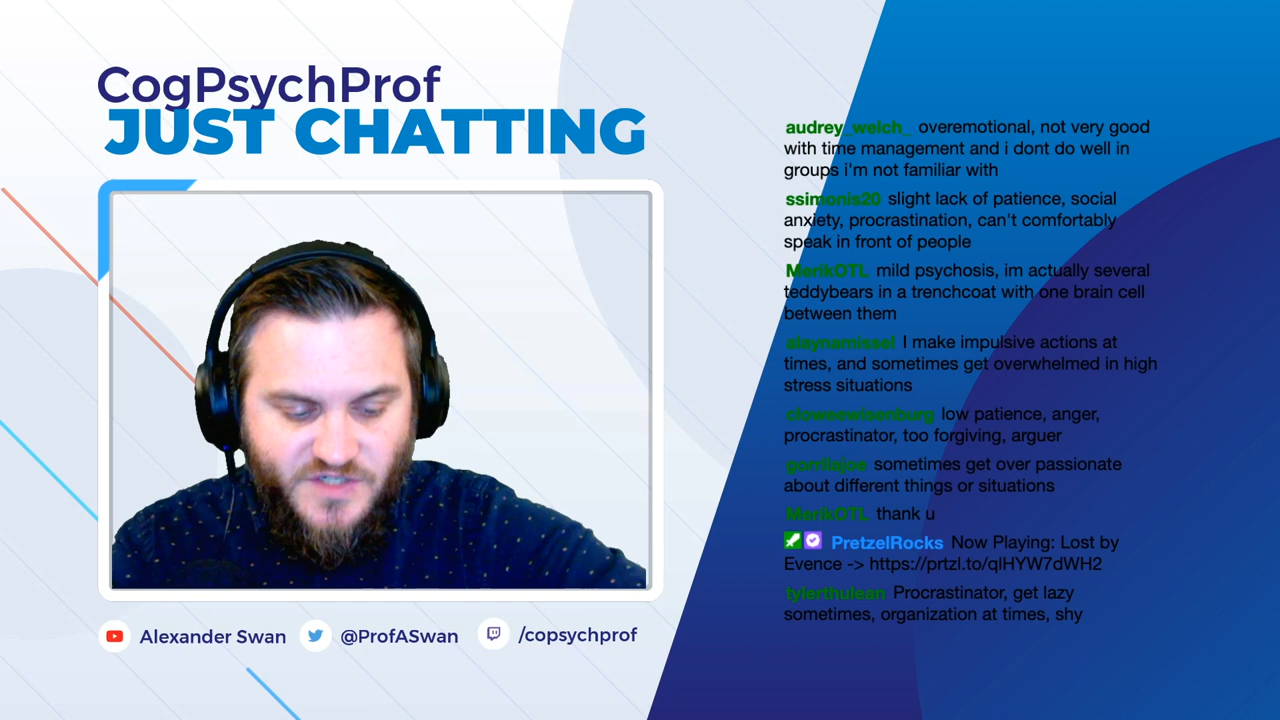 CogPsychProf
JUST CHATTING
audrey_welch_ overemotional, not very good
with time management and i dont do well in
groups i'm not familiar with
ssimonis20 slight lack of patience, social
anxiety, procrastination, can't comfortably
speak in front of people
MerikOTL mild psychosis, im actually several
teddybears in a trenchcoat with one brain cell
between them
alaynamissel I make impulsive actions at
times, and sometimes get overwhelmed in high
stress situations
cloweewisenburg low patience, anger,
procrastinator, too forgiving, arguer
gorrilajoe sometimes get over passionate
about different things or situations
MerikOTL thank u
PretzelRocks Now Playing: Lost by
Evence -> https://prtzl.to/qlHYW7dWH2
tylerthulean Procrastinator, get lazy
sometimes, organization at times, shy
Alexander Swan @ProfASwan /copsychprof